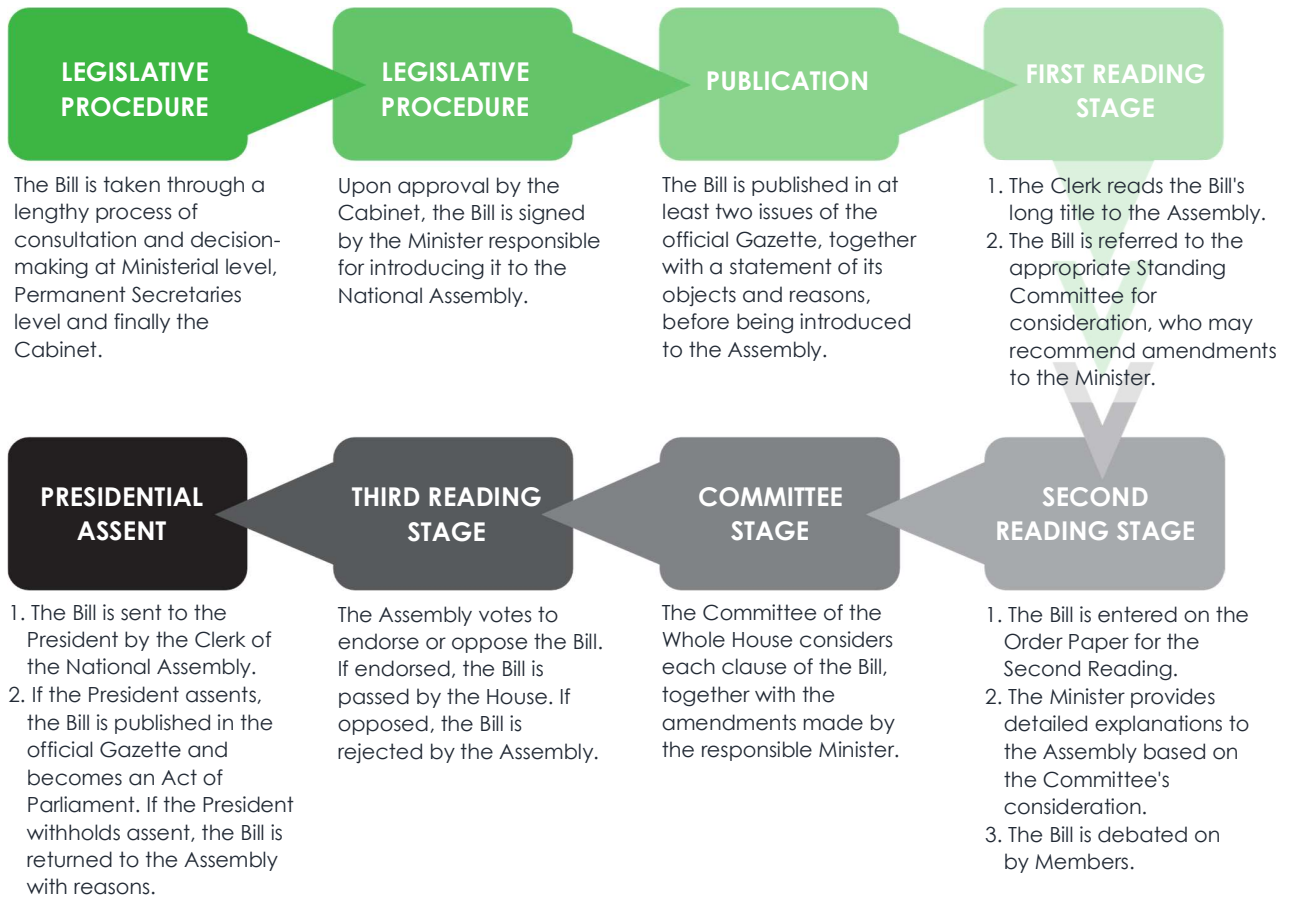 LEGISLATIVE
PROCEDURE
The Bill is taken through a
lengthy process of
consultation and decision-
making at Ministerial level,
Permanent Secretaries
level and finally the
Cabinet.
LEGISLATIVE
PROCEDURE
Upon approval by the
Cabinet, the Bill is signed
by the Minister responsible
for introducing it to the
National Assembly.
PUBLICATION
The Bill is published in at
least two issues of the
official Gazette, together
with a statement of its
objects and reasons,
before being introduced
to the Assembly.
FIRST READING
STAGE
1. The Clerk reads the Bill's
long title to the Assembly.
2. The Bill is referred to the
appropriate Standing
Committee for
consideration, who may
recommend amendments
to the Minister.
SECOND
READING STAGE
1. The Bill is entered on the
Order Paper for the
Second Reading.
2. The Minister provides
detailed explanations to
the Assembly based on
the Committee's
consideration.
3. The Bill is debated on
by Members.
COMMITTEE
STAGE
The Committee of the
Whole House considers
each clause of the Bill,
together with the
amendments made by
the responsible Minister.
THIRD READING
STAGE
The Assembly votes to
endorse or oppose the Bill.
If endorsed, the Bill is
passed by the House. If
opposed, the Bill is
rejected by the Assembly.
PRESIDENTIAL
ASSENT
1. The Bill is sent to the
President by the Clerk of
the National Assembly.
2. If the President assents,
the Bill is published in the
official Gazette and
becomes an Act of
Parliament. If the President
withholds assent, the Bill is
returned to the Assembly
with reasons.